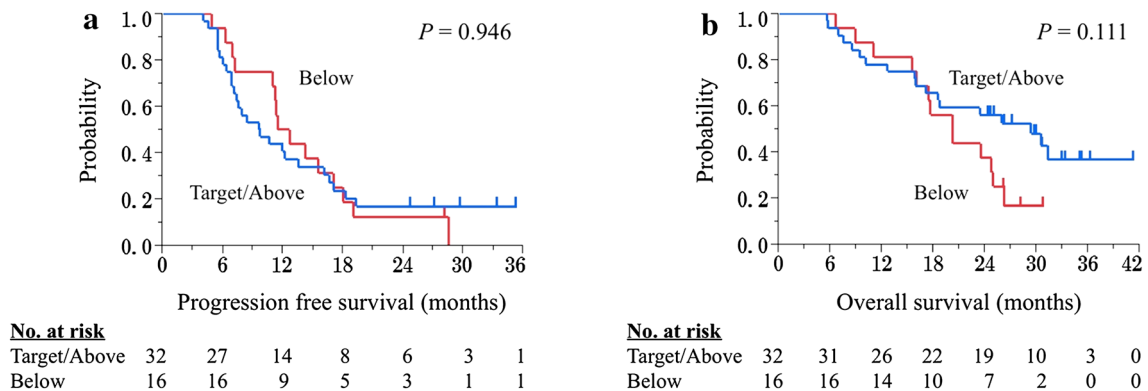 a
P = 0.946
Probability
1.0
0.8
0.6
0.4
0.2
0.0
Below
Target/Above
0 6 12 18 24 30 36
Progression free survival (months)
No. at risk
Target/Above 32 27 14 8 6 3 1
Below 16 16 9 5 3 1 1
b
P = 0.111
Probability
1.0
0.8
0.6
0.4
0.2
0.0
Target/Above
Below
0 6 12 18 24 30 36 42
Overall survival (months)
No. at risk
Target/Above 32 31 26 22 19 10 3 0
Below 16 16 14 10 7 2 0 0